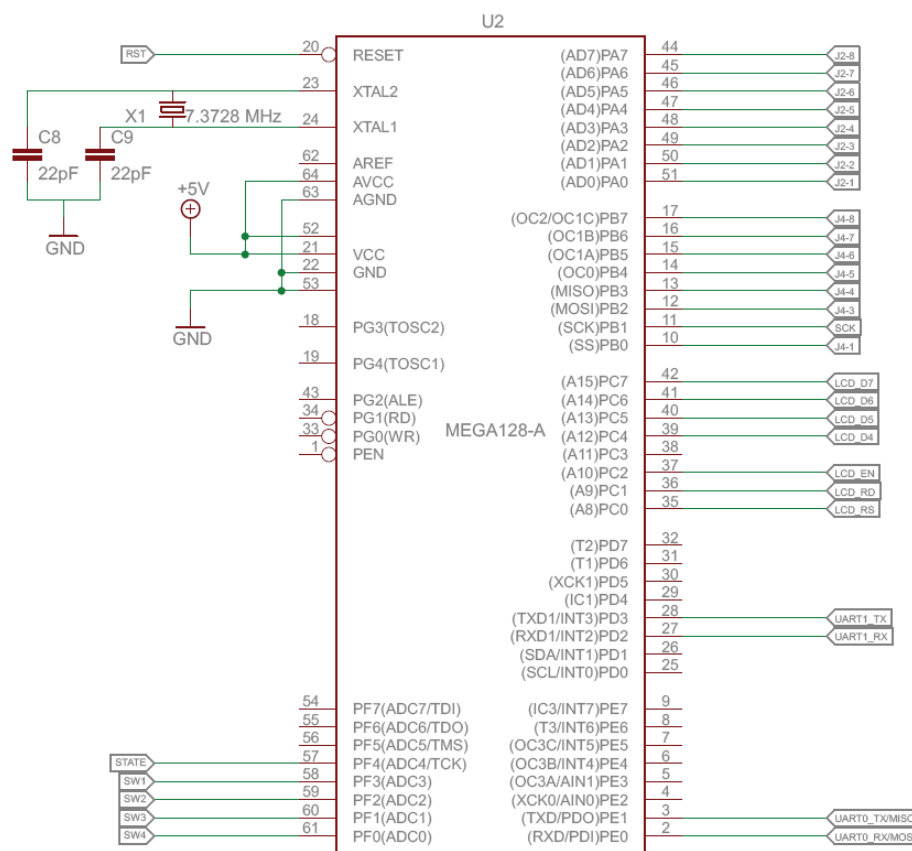 U2
RST 20 RESET (AD7)PA7 44 J2-8
(AD6)PA6 45 J2-7
23 XTAL2 (AD5)PA5 46 J2-6
X1 7.3728 MHz (AD4)PA4 47 J2-5
24 XTAL1 (AD3)PA3 48 J2-4
C8 C9 (AD2)PA2 49 J2-3
22pF 22pF 62 AREF (AD1)PA1 50 J2-2
+5V 64 AVCC (AD0)PA0 51 J2-1
63 AGND
(OC2/OC1C)PB7 17 J4-8
GND 52 (OC1B)PB6 16 J4-7
21 VCC (OC1A)PB5 15 J4-6
22 GND (OC0)PB4 14 J4-5
53 (MISO)PB3 13 J4-4
(MOSI)PB2 12 J4-3
GND 18 PG3(TOSC2) (SCK)PB1 11 SCK
(SS)PB0 10 J4-1
19 PG4(TOSC1)
(A15)PC7 42 LCD_D7
43 PG2(ALE) (A14)PC6 41 LCD_D6
34 PG1(RD) (A13)PC5 40 LCD_D5
33 PG0(WR) MEGA128-A (A12)PC4 39 LCD_D4
1 PEN (A11)PC3 38
(A10)PC2 37 LCD_EN
(A9)PC1 36 LCD_RD
(A8)PC0 35 LCD_RS
(T2)PD7 32
(T1)PD6 31
(XCK1)PD5 30
(IC1)PD4 29
(TXD1/INT3)PD3 28 UART1_TX
(RXD1/INT2)PD2 27 UART1_RX
(SDA/INT1)PD1 26
(SCL/INT0)PD0 25
54 PF7(ADC7/TDI) (IC3/INT7)PE7 9
55 PF6(ADC6/TDO) (T3/INT6)PE6 8
56 PF5(ADC5/TMS) (OC3C/INT5)PE5 7
STATE 57 PF4(ADC4/TCK) (OC3B/INT4)PE4 6
SW1 58 PF3(ADC3) (OC3A/AIN1)PE3 5
SW2 59 PF2(ADC2) (XCK0/AIN0)PE2 4
SW3 60 PF1(ADC1) (TXD/PDO)PE1 3 UART0_TX/MISO
SW4 61 PF0(ADC0) (RXD/PDI)PE0 2 UART0_RX/MOS